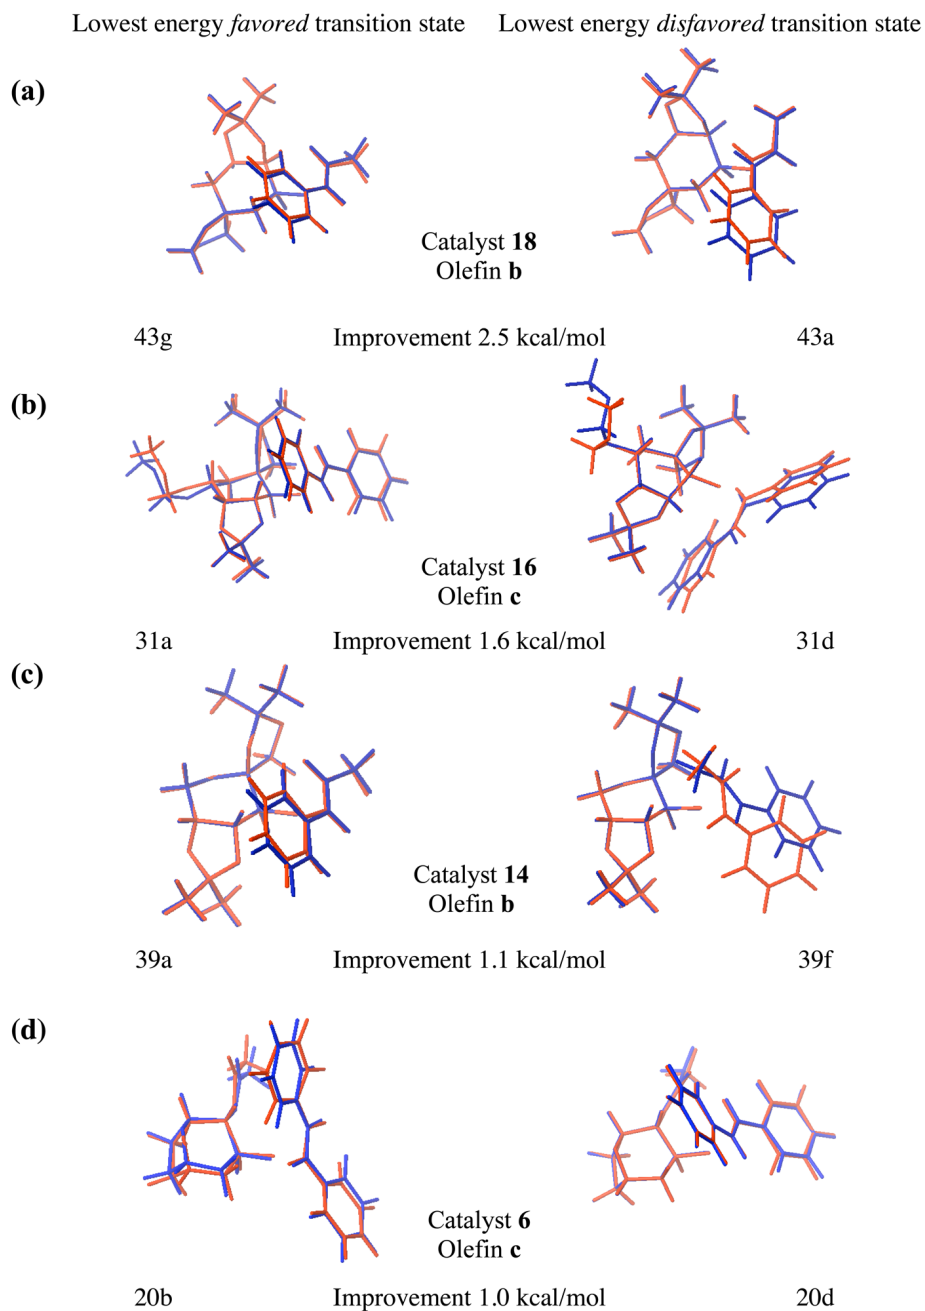 Lowest energy favored transition state
Lowest energy disfavored transition state
(a)
Catalyst 18
Olefin b
43g
Improvement 2.5 kcal/mol
43a
(b)
Catalyst 16
Olefin c
31a
Improvement 1.6 kcal/mol
31d
(c)
Catalyst 14
Olefin b
39a
Improvement 1.1 kcal/mol
39f
(d)
Catalyst 6
Olefin c
20b
Improvement 1.0 kcal/mol
20d